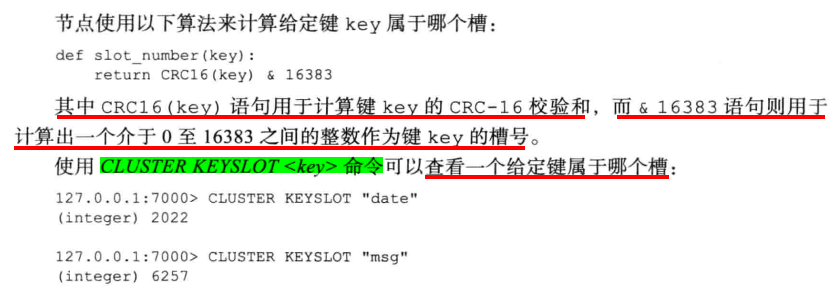 节点使用以下算法来计算给定键 key 属于哪个槽：
def slot_number(key):
return CRC16(key) & 16383
其中 CRC16(key) 语句用于计算键 key 的 CRC-16 校验和，而 & 16383 语句则用于
计算出一个介于 0 至 16383 之间的整数作为键 key 的槽号。
使用 CLUSTER KEYSLOT <key> 命令可以查看一个给定键属于哪个槽：
127.0.0.1:7000> CLUSTER KEYSLOT "date"
(integer) 2022
127.0.0.1:7000> CLUSTER KEYSLOT "msg"
(integer) 6257